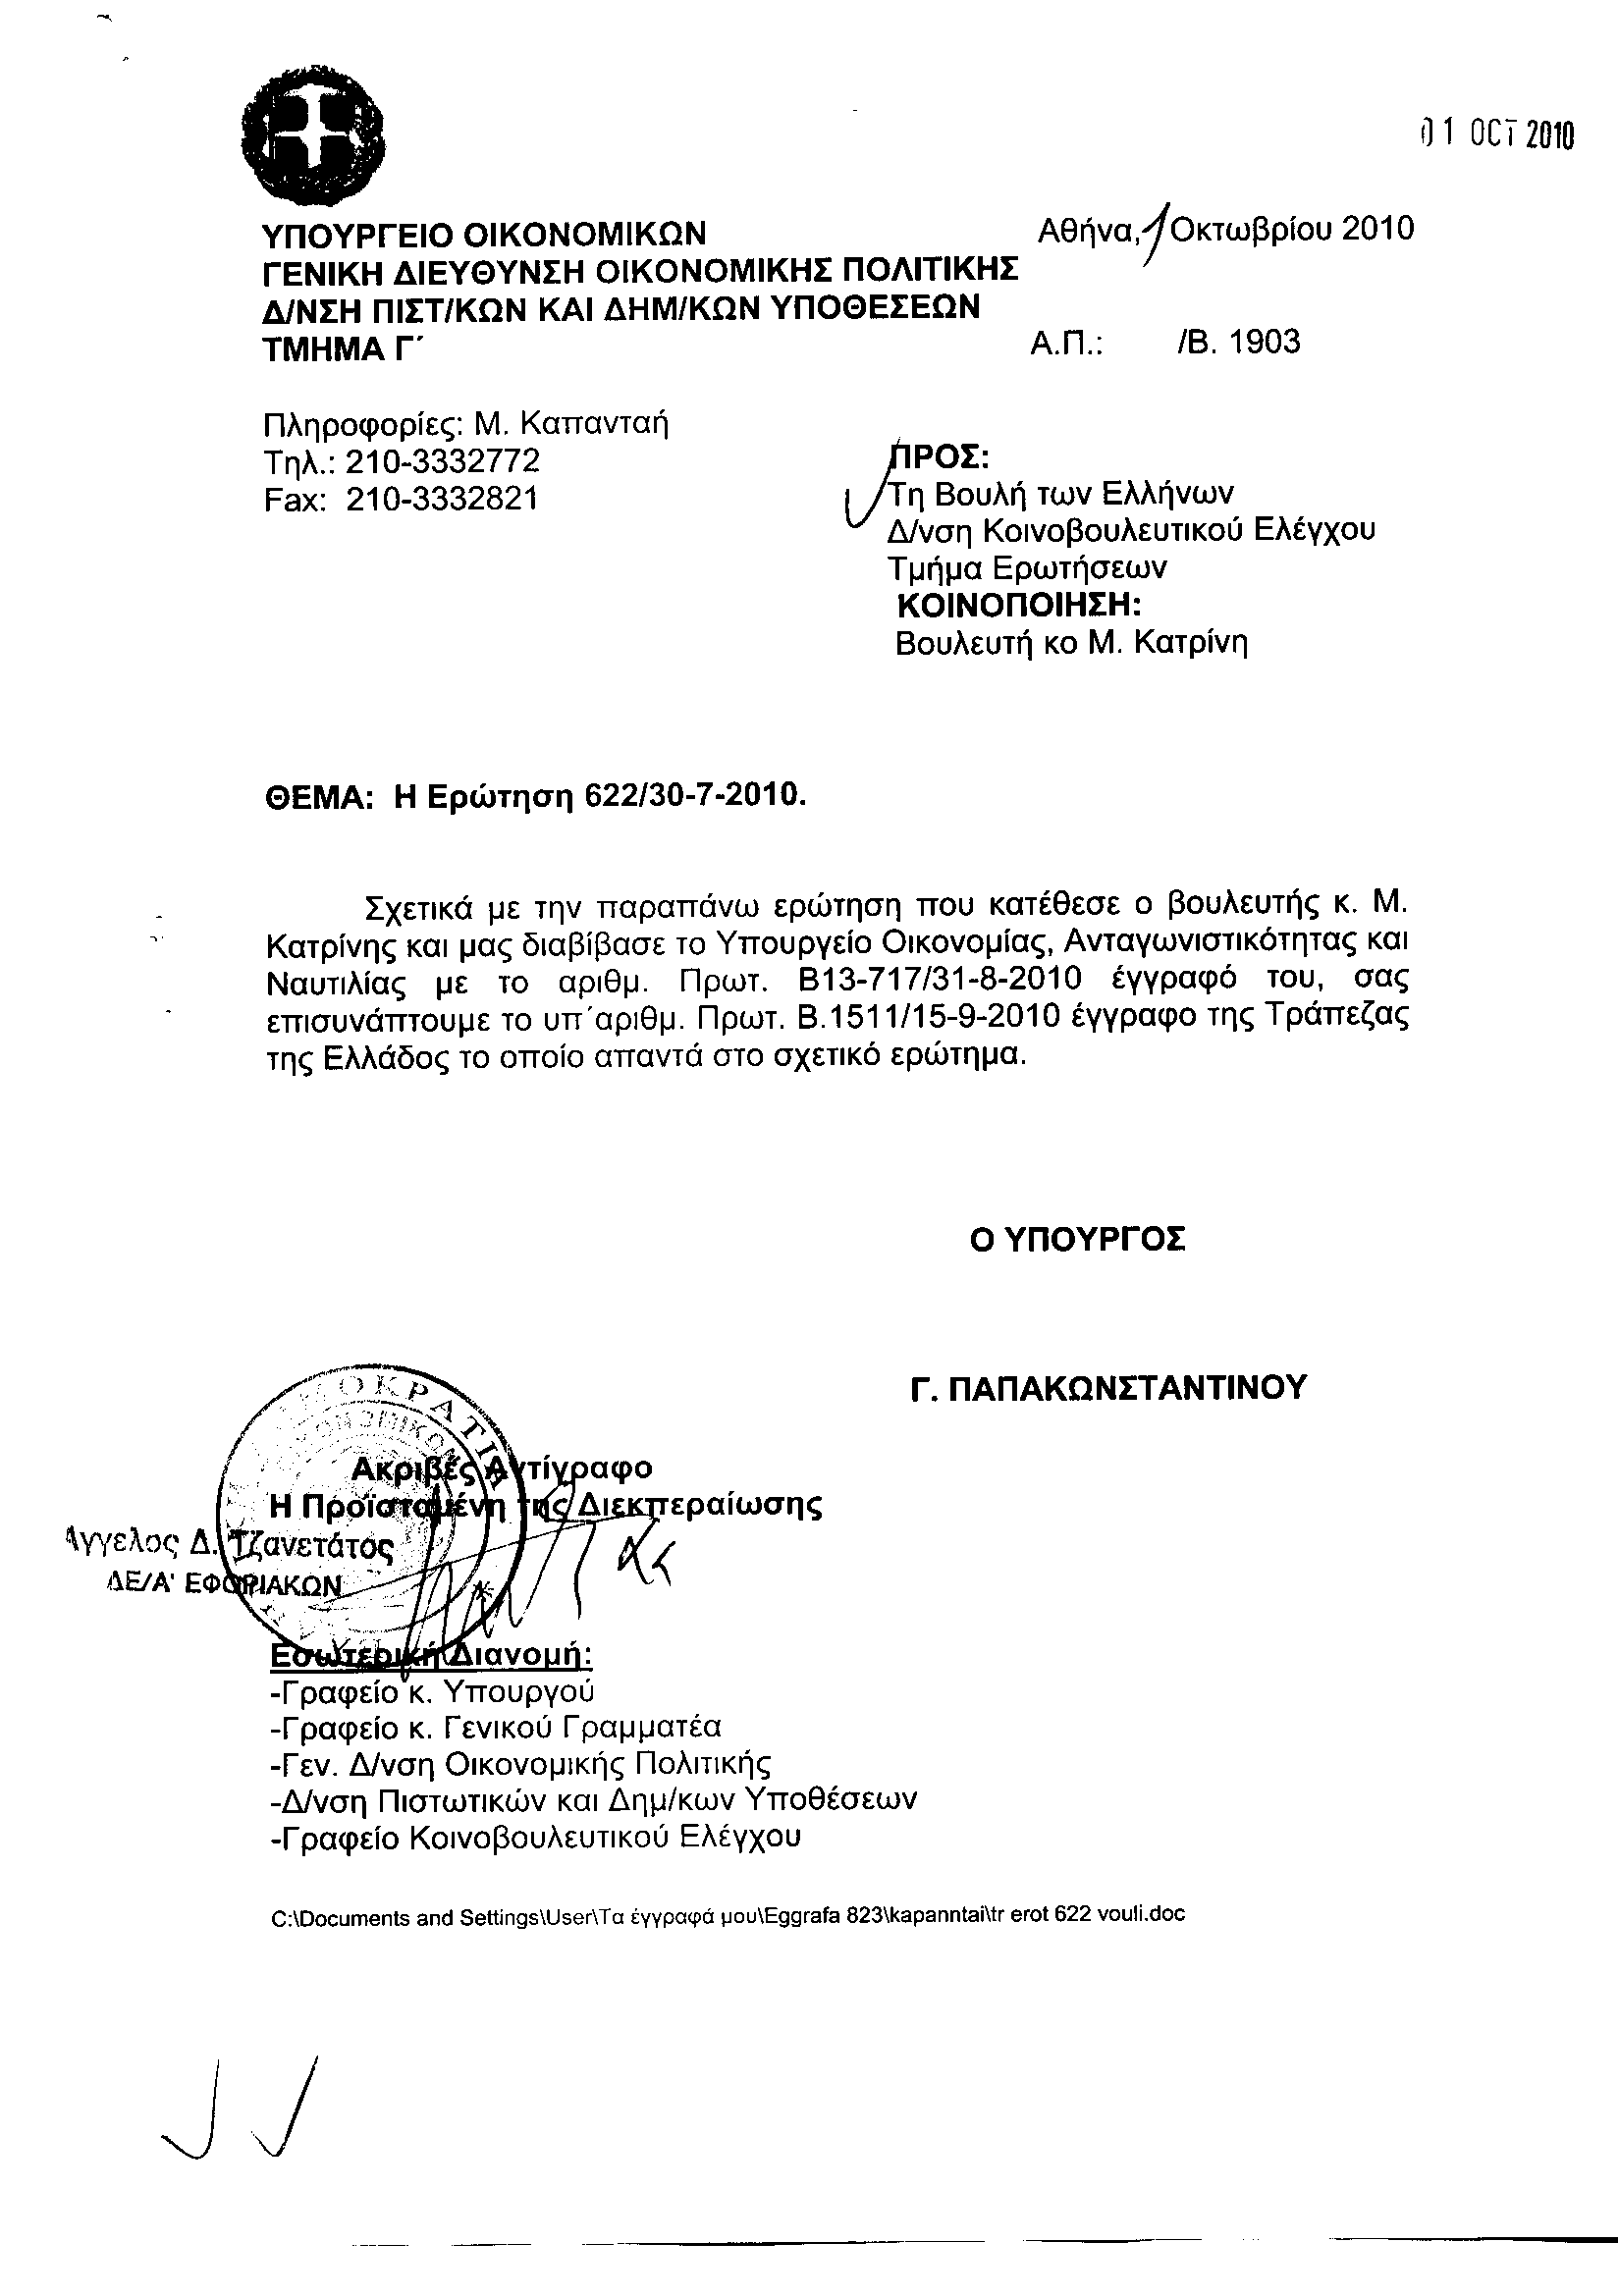 01 OCT 2010
ΥΠΟΥΡΓΕΙΟ ΟΙΚΟΝΟΜΙΚΩΝ
ΓΕΝΙΚΗ ΔΙΕΥΘΥΝΣΗ ΟΙΚΟΝΟΜΙΚΗΣ ΠΟΛΙΤΙΚΗΣ
Δ/ΝΣΗ ΠΙΣΤ/ΚΩΝ ΚΑΙ ΔΗΜ/ΚΩΝ ΥΠΟΘΕΣΕΩΝ
ΤΜΗΜΑ Γ΄
Αθήνα, 1 Οκτωβρίου 2010
Α.Π.: /Β. 1903
Πληροφορίες: Μ. Καπανταή
Τηλ.: 210-3332772
Fax: 210-3332821
ΠΡΟΣ:
Τη Βουλή των Ελλήνων
Δ/νση Κοινοβουλευτικού Ελέγχου
Τμήμα Ερωτήσεων
ΚΟΙΝΟΠΟΙΗΣΗ:
Βουλευτή κο Μ. Κατρίνη
ΘΕΜΑ: Η Ερώτηση 622/30-7-2010.
Σχετικά με την παραπάνω ερώτηση που κατέθεσε ο βουλευτής κ. Μ.
Κατρίνης και μας διαβίβασε το Υπουργείο Οικονομίας, Ανταγωνιστικότητας και
Ναυτιλίας με το αριθμ. Πρωτ. Β13-717/31-8-2010 έγγραφό του, σας
επισυνάπτουμε το υπ΄αριθμ. Πρωτ. Β.1511/15-9-2010 έγγραφο της Τράπεζας
της Ελλάδος το οποίο απαντά στο σχετικό ερώτημα.
Ο ΥΠΟΥΡΓΟΣ
Γ. ΠΑΠΑΚΩΝΣΤΑΝΤΙΝΟΥ
Ακριβές Αντίγραφο
Η Προϊσταμένη της Διεκπεραίωσης
Άγγελος Δ. Τζανετάτος
ΔΕ/Α' ΕΦΟΡΙΑΚΩΝ
Εσωτερική Διανομή:
-Γραφείο κ. Υπουργού
-Γραφείο κ. Γενικού Γραμματέα
-Γεν. Δ/νση Οικονομικής Πολιτικής
-Δ/νση Πιστωτικών και Δημ/κων Υποθέσεων
-Γραφείο Κοινοβουλευτικού Ελέγχου
C:\Documents and Settings\User\Τα έγγραφά μου\Eggrafa 823\kapanntai\tr erot 622 vouli.doc